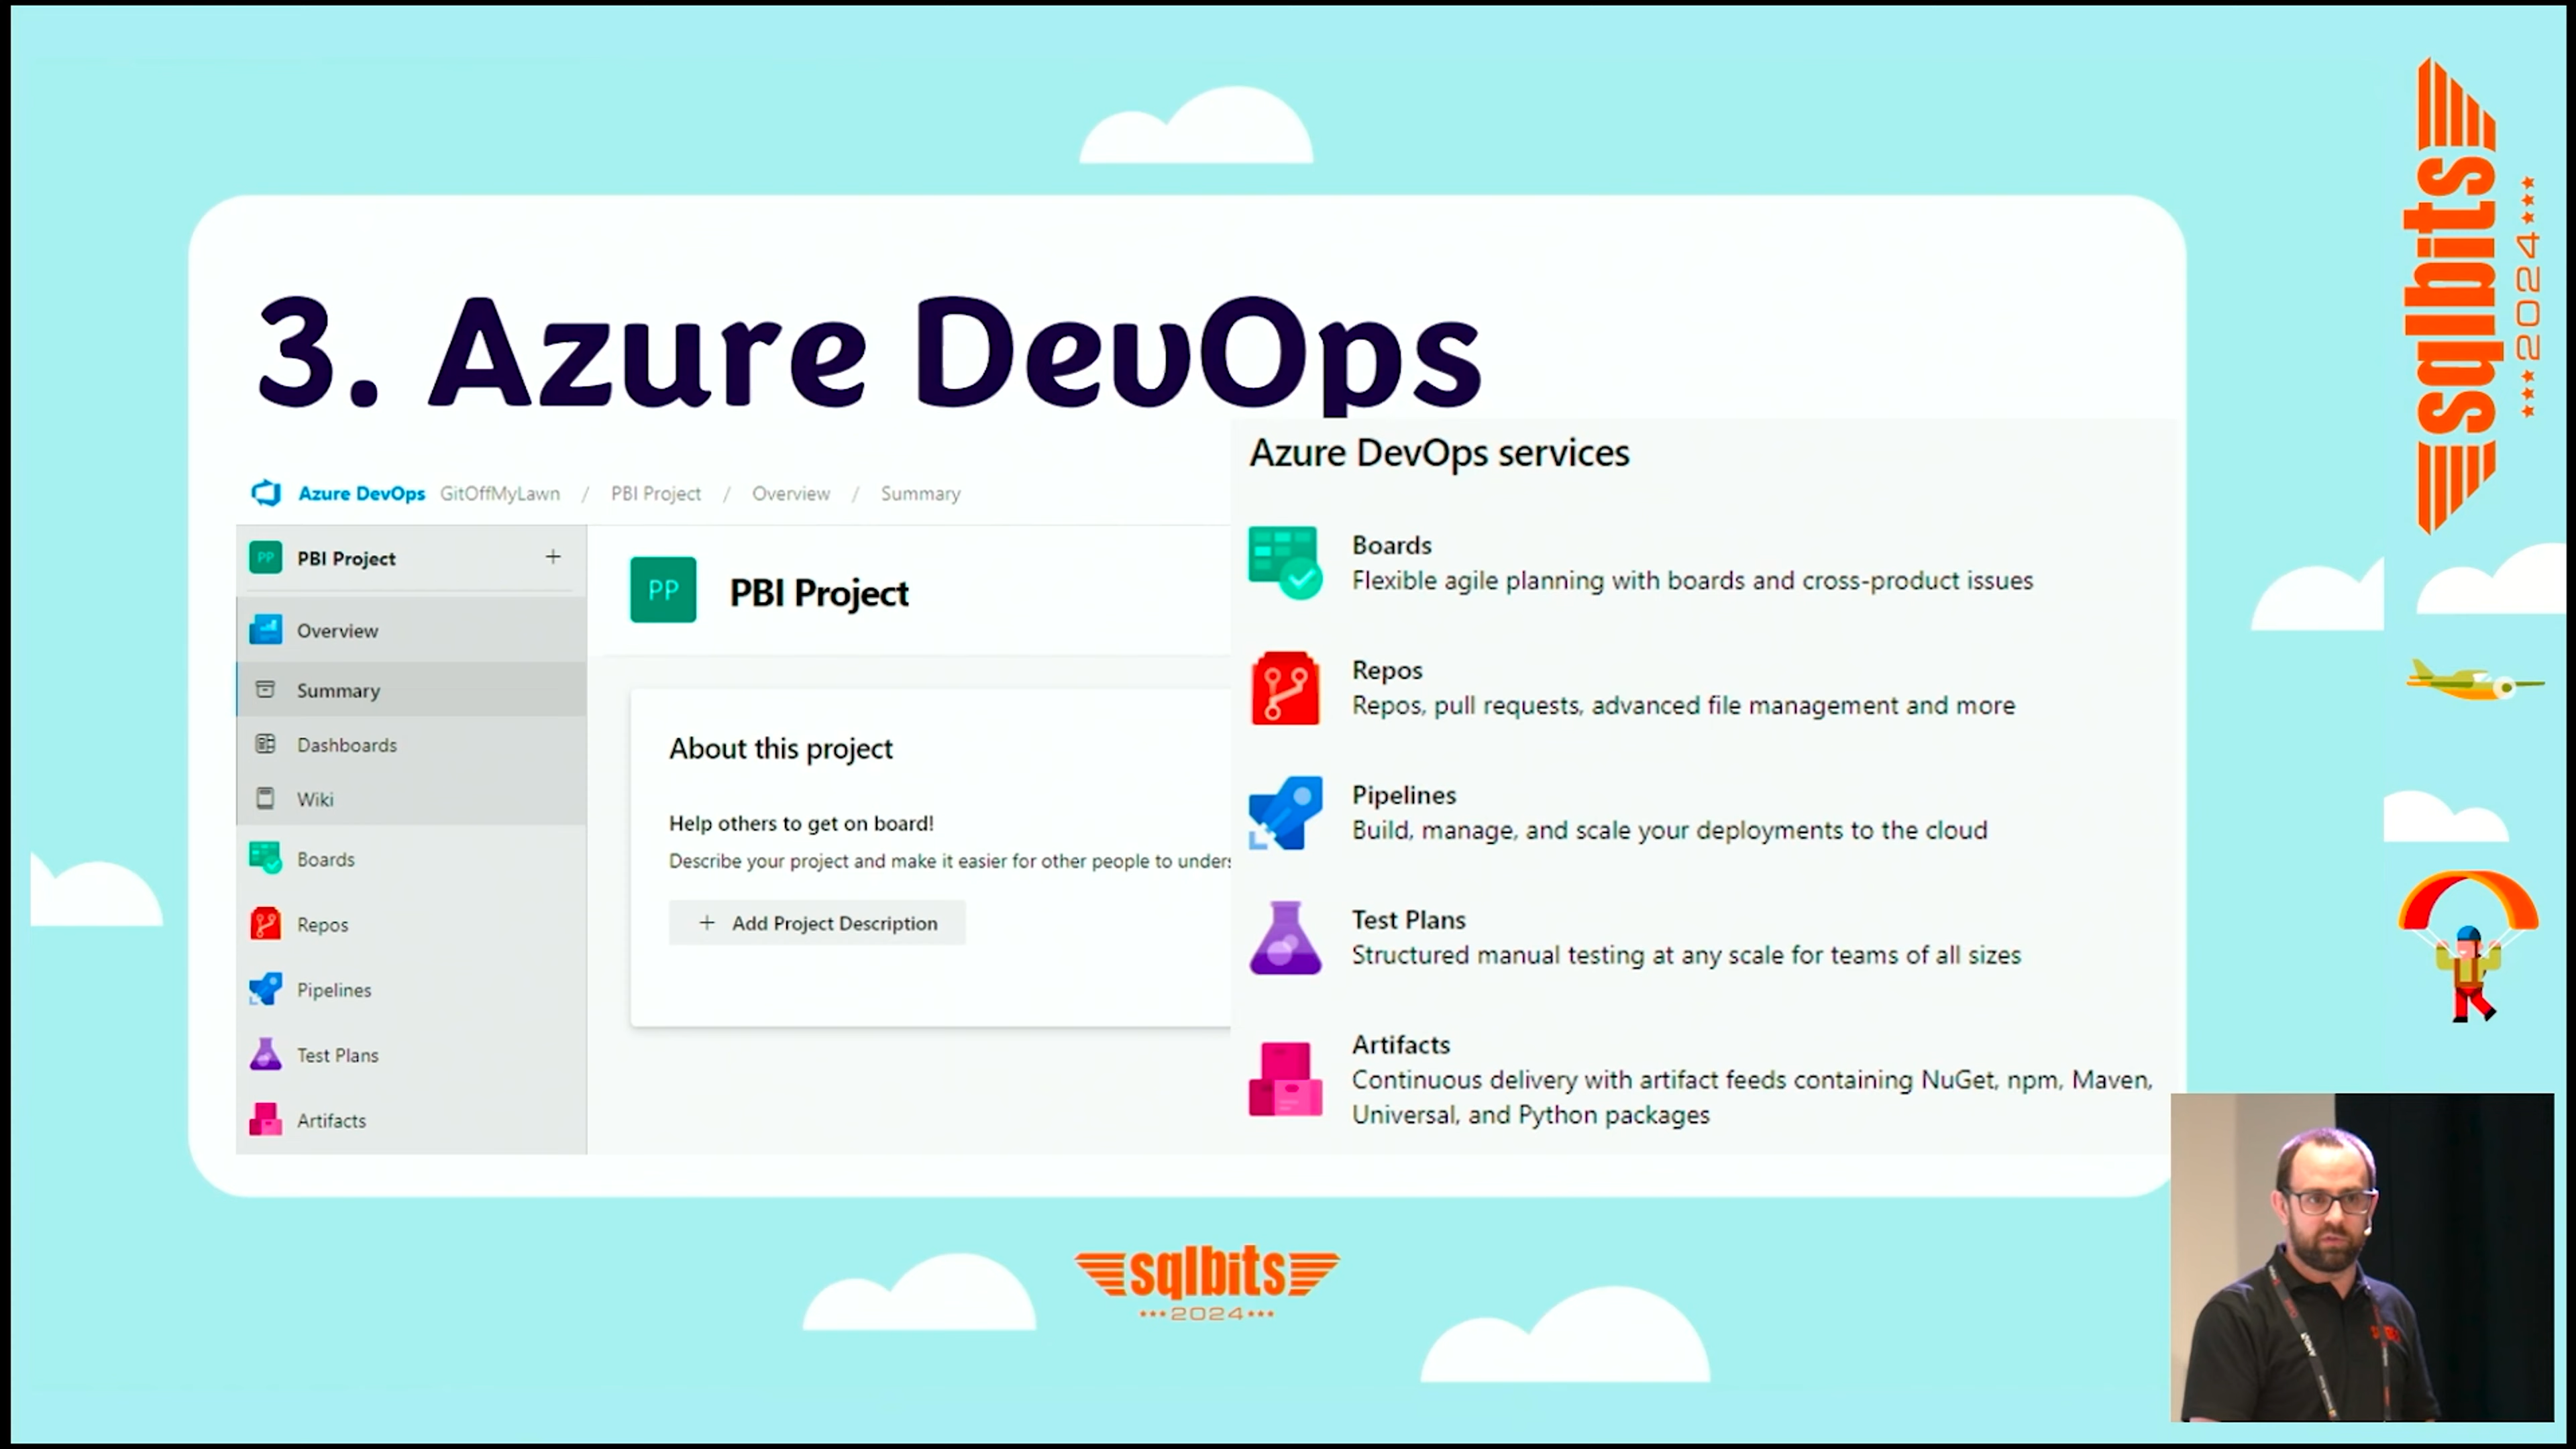 3. Azure DevOps
Azure DevOps GitOffMyLawn / PBI Project / Overview / Summary
PP PBI Project +
Overview
Summary
Dashboards
Wiki
Boards
Repos
Pipelines
Test Plans
Artifacts
PP PBI Project
About this project
Help others to get on board!
Describe your project and make it easier for other people to unders
+ Add Project Description
Azure DevOps services
Boards
Flexible agile planning with boards and cross-product issues
Repos
Repos, pull requests, advanced file management and more
Pipelines
Build, manage, and scale your deployments to the cloud
Test Plans
Structured manual testing at any scale for teams of all sizes
Artifacts
Continuous delivery with artifact feeds containing NuGet, npm, Maven,
Universal, and Python packages
sqlbits
2024
sqlbits
2024